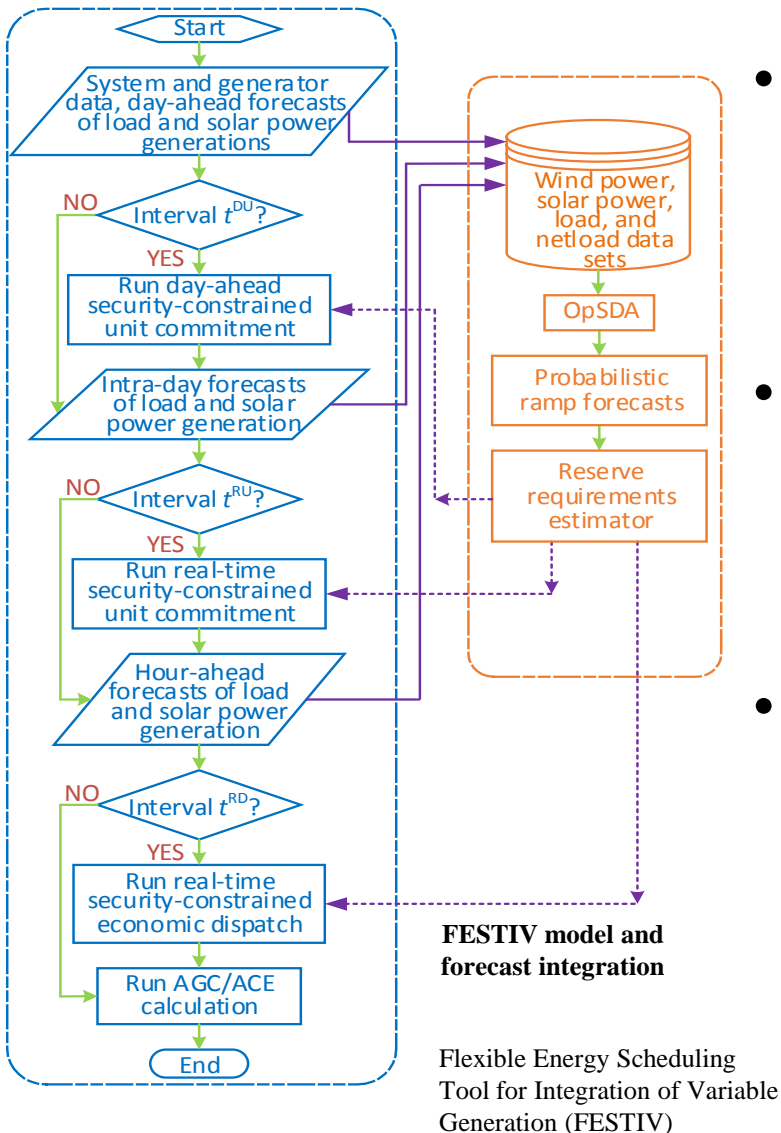 Start
System and generator
data, day-ahead forecasts
of load and solar power
generations
NO
Interval t^DU?
YES
Run day-ahead
security-constrained
unit commitment
Intra-day forecasts
of load and solar
power generation
NO
Interval t^RU?
YES
Run real-time
security-constrained
unit commitment
Hour-ahead
forecasts of load
and solar power
generation
NO
Interval t^RD?
YES
Run real-time
security-constrained
economic dispatch
Run AGC/ACE
calculation
End
Wind power,
solar power,
load, and
netload data
sets
OpSDA
Probabilistic
ramp forecasts
Reserve
requirements
estimator
FESTIV model and
forecast integration
Flexible Energy Scheduling
Tool for Integration of Variable
Generation (FESTIV)